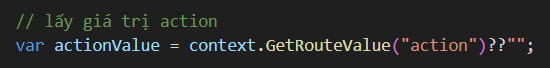 // lấy giá trị action
var actionValue = context.GetRouteValue("action")??"";